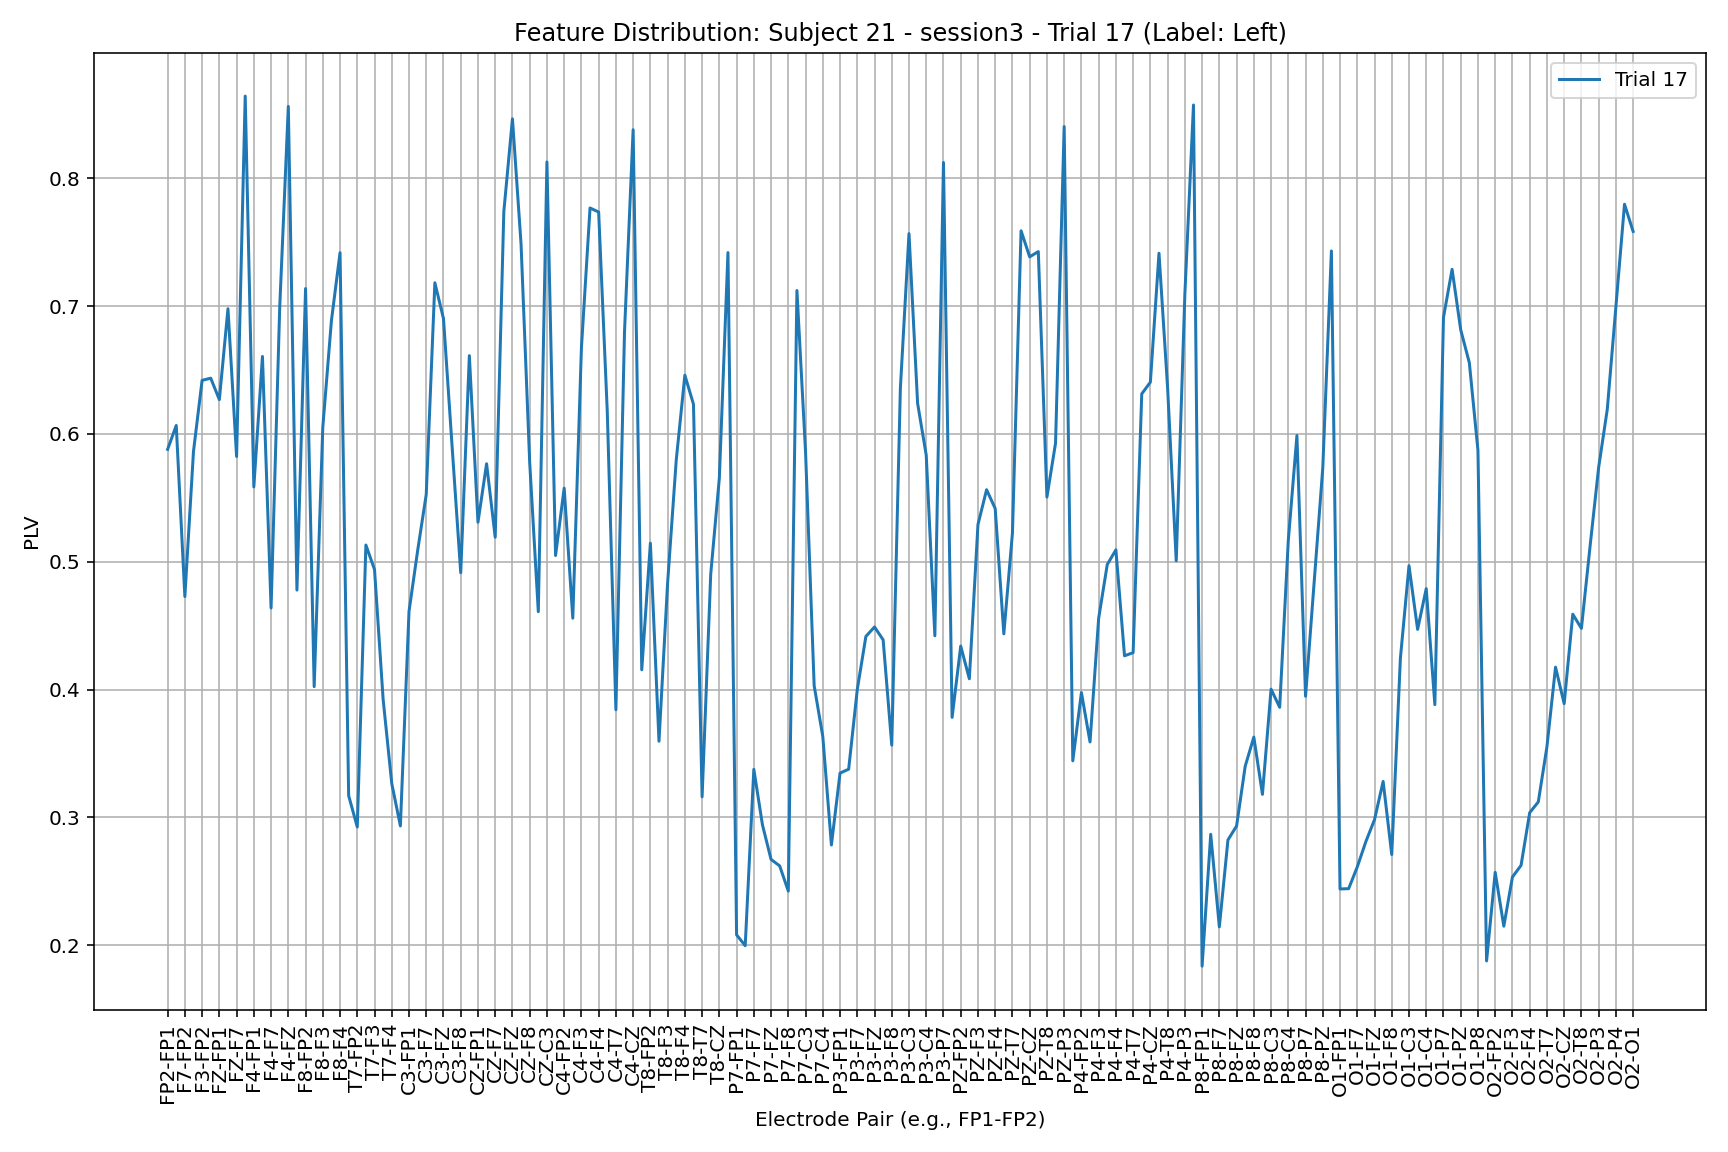 Feature Distribution: Subject 21 - session3 - Trial 17 (Label: Left)
Trial 17
PLV
0.8
0.7
0.6
0.5
0.4
0.3
0.2
FP2-FP1
F7-FP2
F3-FP2
FZ-FP1
FZ-F7
F4-FP1
F4-F7
F4-FZ
F8-FP2
F8-F3
F8-F4
T7-FP2
T7-F3
T7-F4
C3-FP1
C3-F7
C3-FZ
C3-F8
CZ-FP1
CZ-F7
CZ-FZ
CZ-F8
CZ-C3
C4-FP2
C4-F3
C4-F4
C4-T7
C4-CZ
T8-FP2
T8-F3
T8-F4
T8-T7
T8-CZ
P7-FP1
P7-F7
P7-FZ
P7-F8
P7-C3
P7-C4
P3-FP1
P3-F7
P3-FZ
P3-F8
P3-C3
P3-C4
P3-P7
PZ-FP2
PZ-F3
PZ-F4
PZ-T7
PZ-CZ
PZ-T8
PZ-P3
P4-FP2
P4-F3
P4-F4
P4-T7
P4-CZ
P4-T8
P4-P3
P8-FP1
P8-F7
P8-FZ
P8-F8
P8-C3
P8-C4
P8-P7
P8-PZ
O1-FP1
O1-F7
O1-FZ
O1-F8
O1-C3
O1-C4
O1-P7
O1-PZ
O1-P8
O2-FP2
O2-F3
O2-F4
O2-T7
O2-CZ
O2-T8
O2-P3
O2-P4
O2-O1
Electrode Pair (e.g., FP1-FP2)